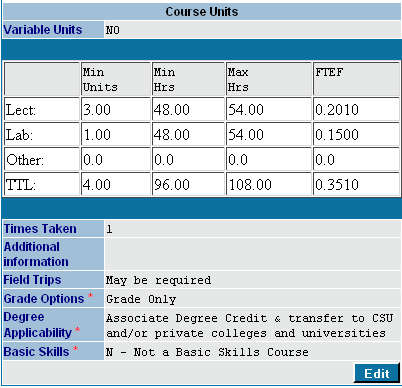 Course Units
Variable Units NO
Min Units Min Hrs Max Hrs FTEF
Lect: 3.00 48.00 54.00 0.2010
Lab: 1.00 48.00 54.00 0.1500
Other: 0.0 0.0 0.0 0.0
TTL: 4.00 96.00 108.00 0.3510
Times Taken 1
Additional
information
Field Trips May be required
Grade Options * Grade Only
Degree Associate Degree Credit & transfer to CSU
Applicability * and/or private colleges and universities
Basic Skills * N - Not a Basic Skills Course
Edit